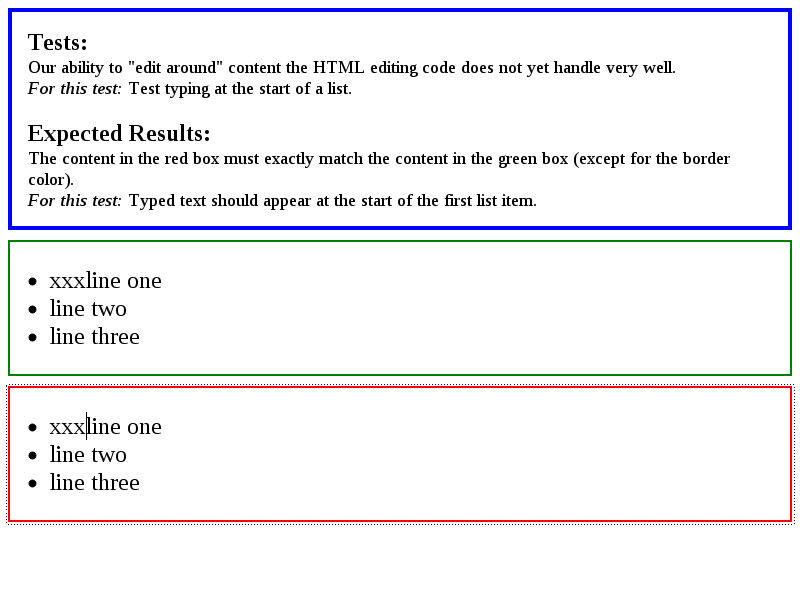 Tests:
Our ability to "edit around" content the HTML editing code does not yet handle very well.
For this test: Test typing at the start of a list.
Expected Results:
The content in the red box must exactly match the content in the green box (except for the border
color).
For this test: Typed text should appear at the start of the first list item.
• xxxline one
• line two
• line three
• xxxline one
• line two
• line three